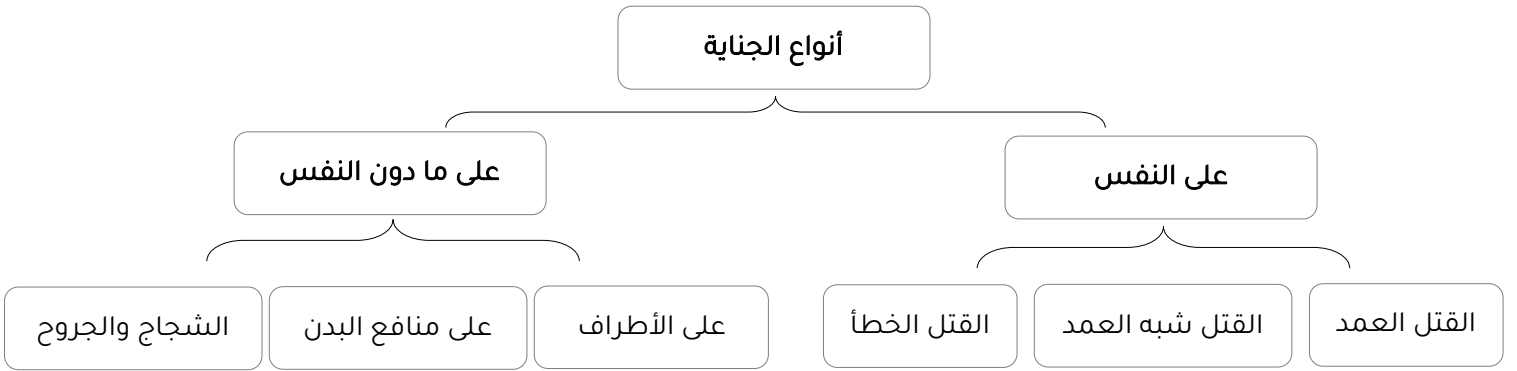 أنواع الجناية
على النفس
على ما دون النفس
القتل العمد
القتل شبه العمد
القتل الخطأ
على الأطراف
على منافع البدن
الشجاج والجروح